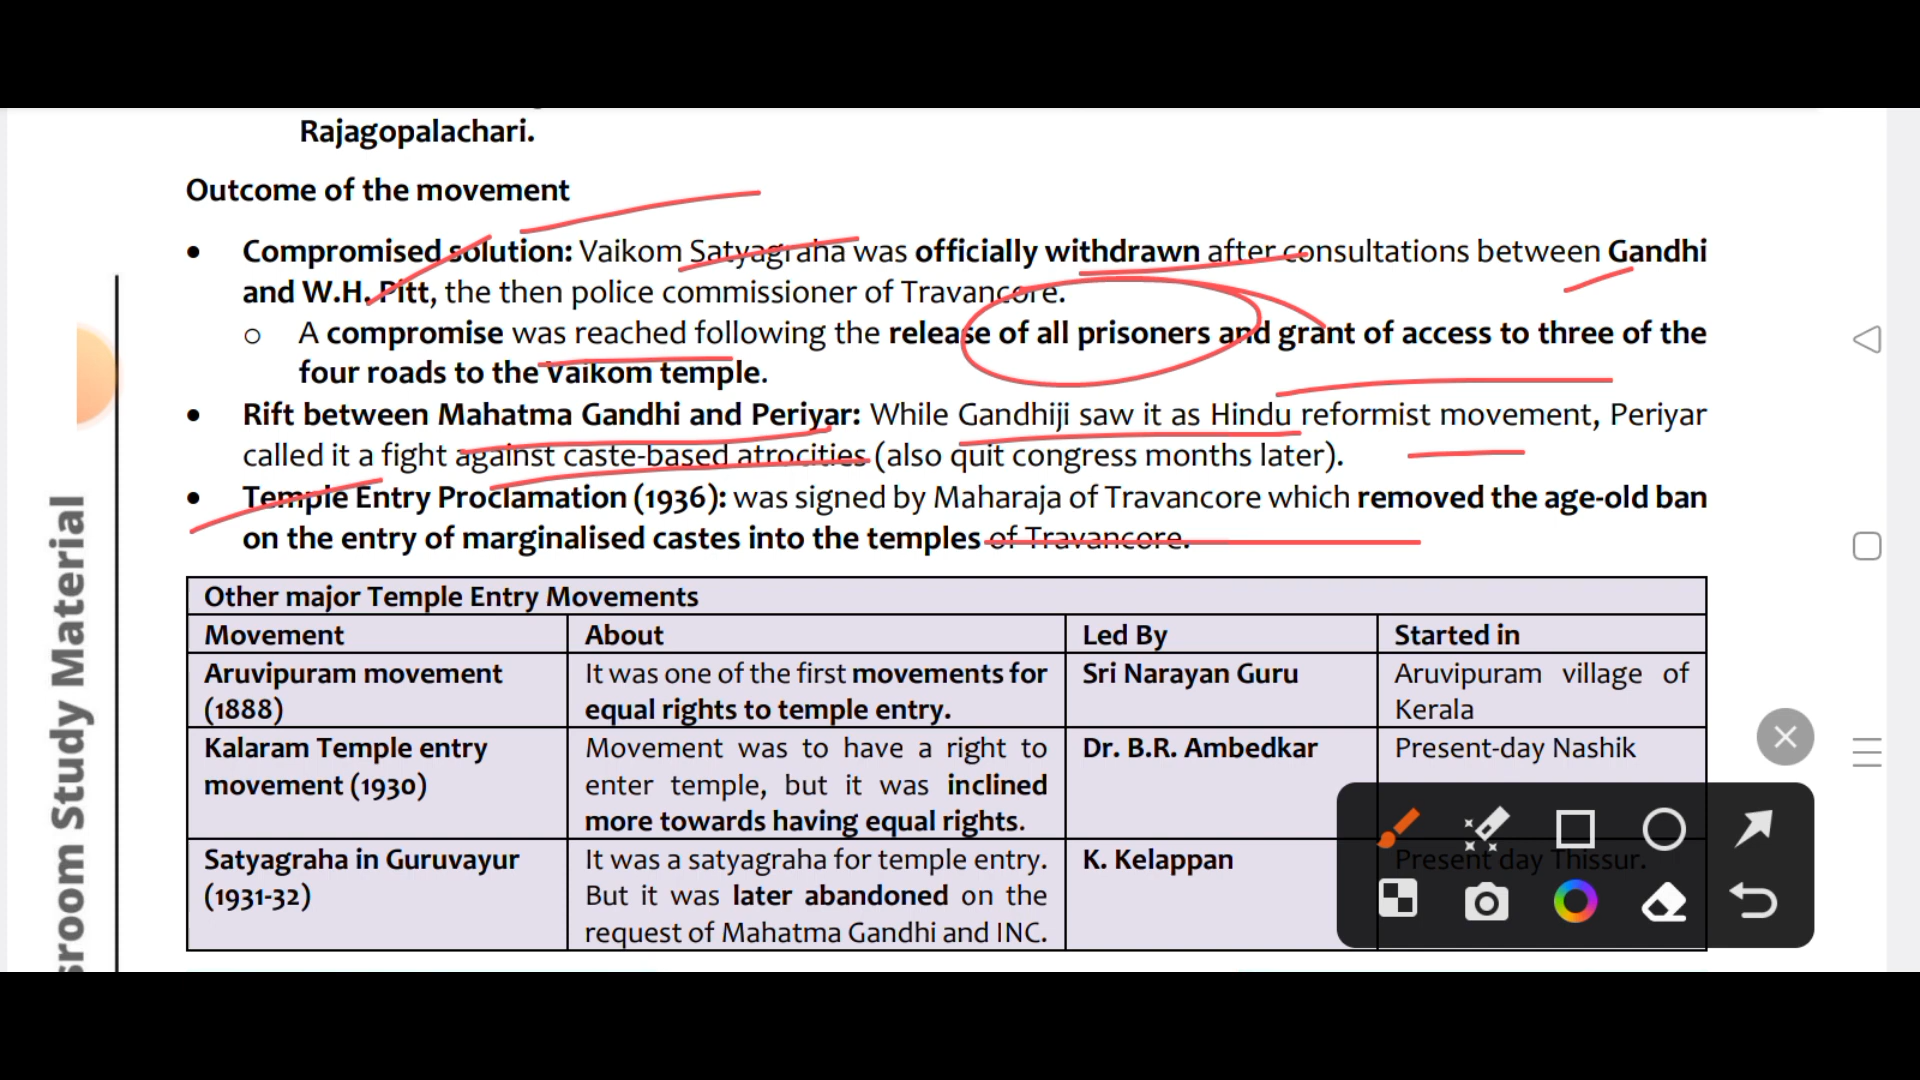 Rajagopalachari.
Outcome of the movement
• Compromised solution: Vaikom Satyagraha was officially withdrawn after consultations between Gandhi
and W.H. Pitt, the then police commissioner of Travancore.
o A compromise was reached following the release of all prisoners and grant of access to three of the
four roads to the Vaikom temple.
• Rift between Mahatma Gandhi and Periyar: While Gandhiji saw it as Hindu reformist movement, Periyar
called it a fight against caste-based atrocities (also quit congress months later).
• Temple Entry Proclamation (1936): was signed by Maharaja of Travancore which removed the age-old ban
on the entry of marginalised castes into the temples of Travancore.
Other major Temple Entry Movements
Movement About Led By Started in
Aruvipuram movement
(1888)
It was one of the first movements for
equal rights to temple entry.
Sri Narayan Guru
Aruvipuram village of
Kerala
Kalaram Temple entry
movement (1930)
Movement was to have a right to
enter temple, but it was inclined
more towards having equal rights.
Dr. B.R. Ambedkar
Present-day Nashik
Satyagraha in Guruvayur
(1931-32)
It was a satyagraha for temple entry.
But it was later abandoned on the
request of Mahatma Gandhi and INC.
K. Kelappan
Present day Thissur.
sroom Study Material